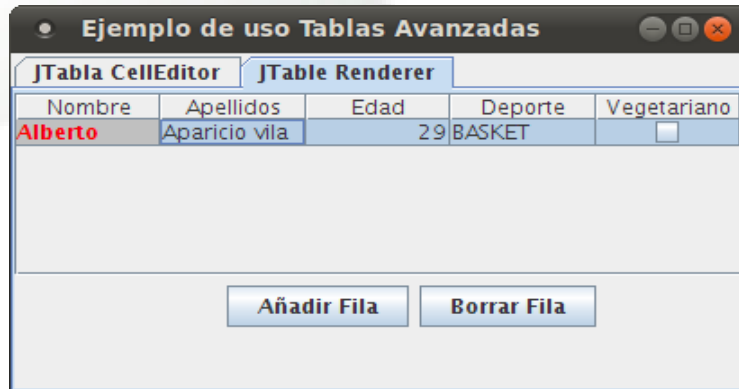 Ejemplo de uso Tablas Avanzadas
JTabla CellEditor JTable Renderer
Nombre Apellidos Edad Deporte Vegetariano
Alberto Aparicio vila 29 BASKET
Añadir Fila Borrar Fila